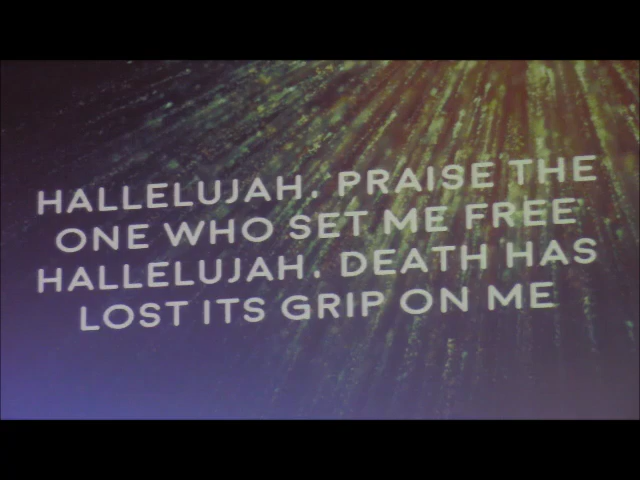 HALLELUJAH, PRAISE THE
ONE WHO SET ME FREE
HALLELUJAH, DEATH HAS
LOST ITS GRIP ON ME